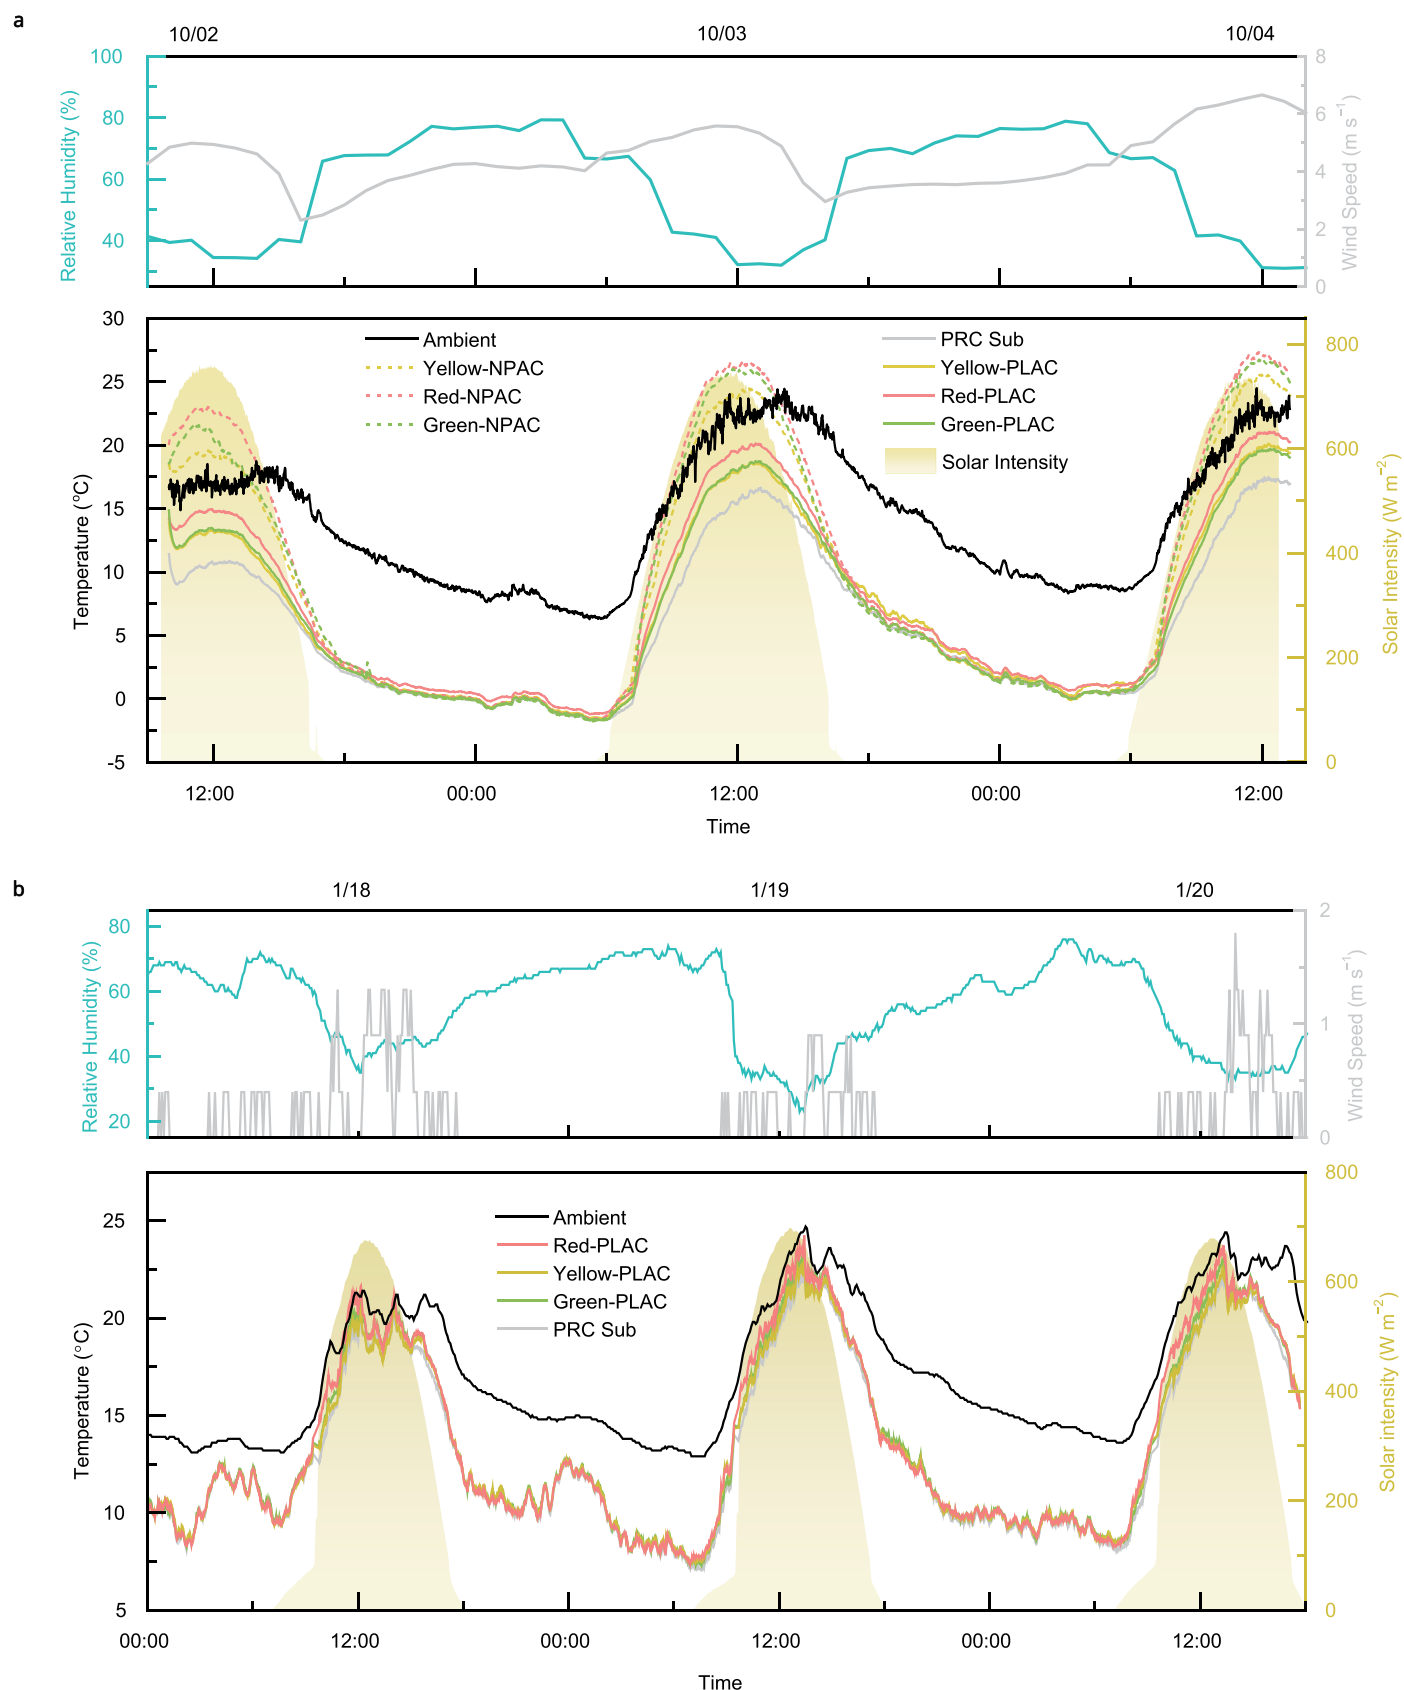 a
10/02 10/03 10/04
100 8
80 6
60 4
40 2
0
Relative Humidity (%)
Wind Speed (m s⁻¹)
30
25 800
20 600
15
10 400
5 200
0
-5 0
Ambient PRC Sub
Yellow-NPAC Yellow-PLAC
Red-NPAC Red-PLAC
Green-NPAC Green-PLAC
Solar Intensity
Temperature (°C)
Solar Intensity (W m⁻²)
12:00 00:00 12:00 00:00 12:00
Time
b
1/18 1/19 1/20
80 2
60
40 1
20 0
Relative Humidity (%)
Wind Speed (m s⁻¹)
800
25
20 600
15 400
10 200
5 0
Ambient
Red-PLAC
Yellow-PLAC
Green-PLAC
PRC Sub
Temperature (°C)
Solar intensity (W m⁻²)
00:00 12:00 00:00 12:00 00:00 12:00
Time